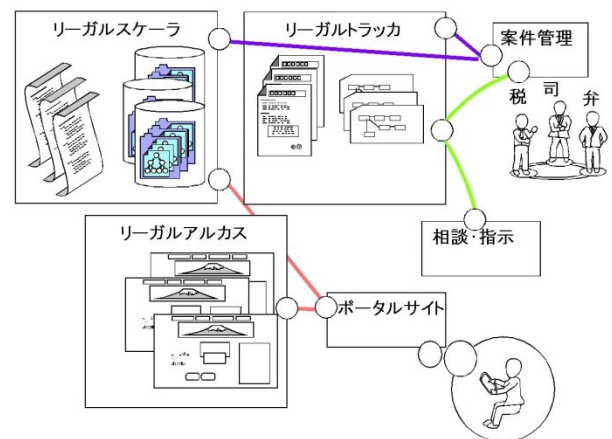 リーガルスケーラ
リーガルトラッカ
案件管理
税 司 弁
相談・指示
リーガルアルカス
ポータルサイト